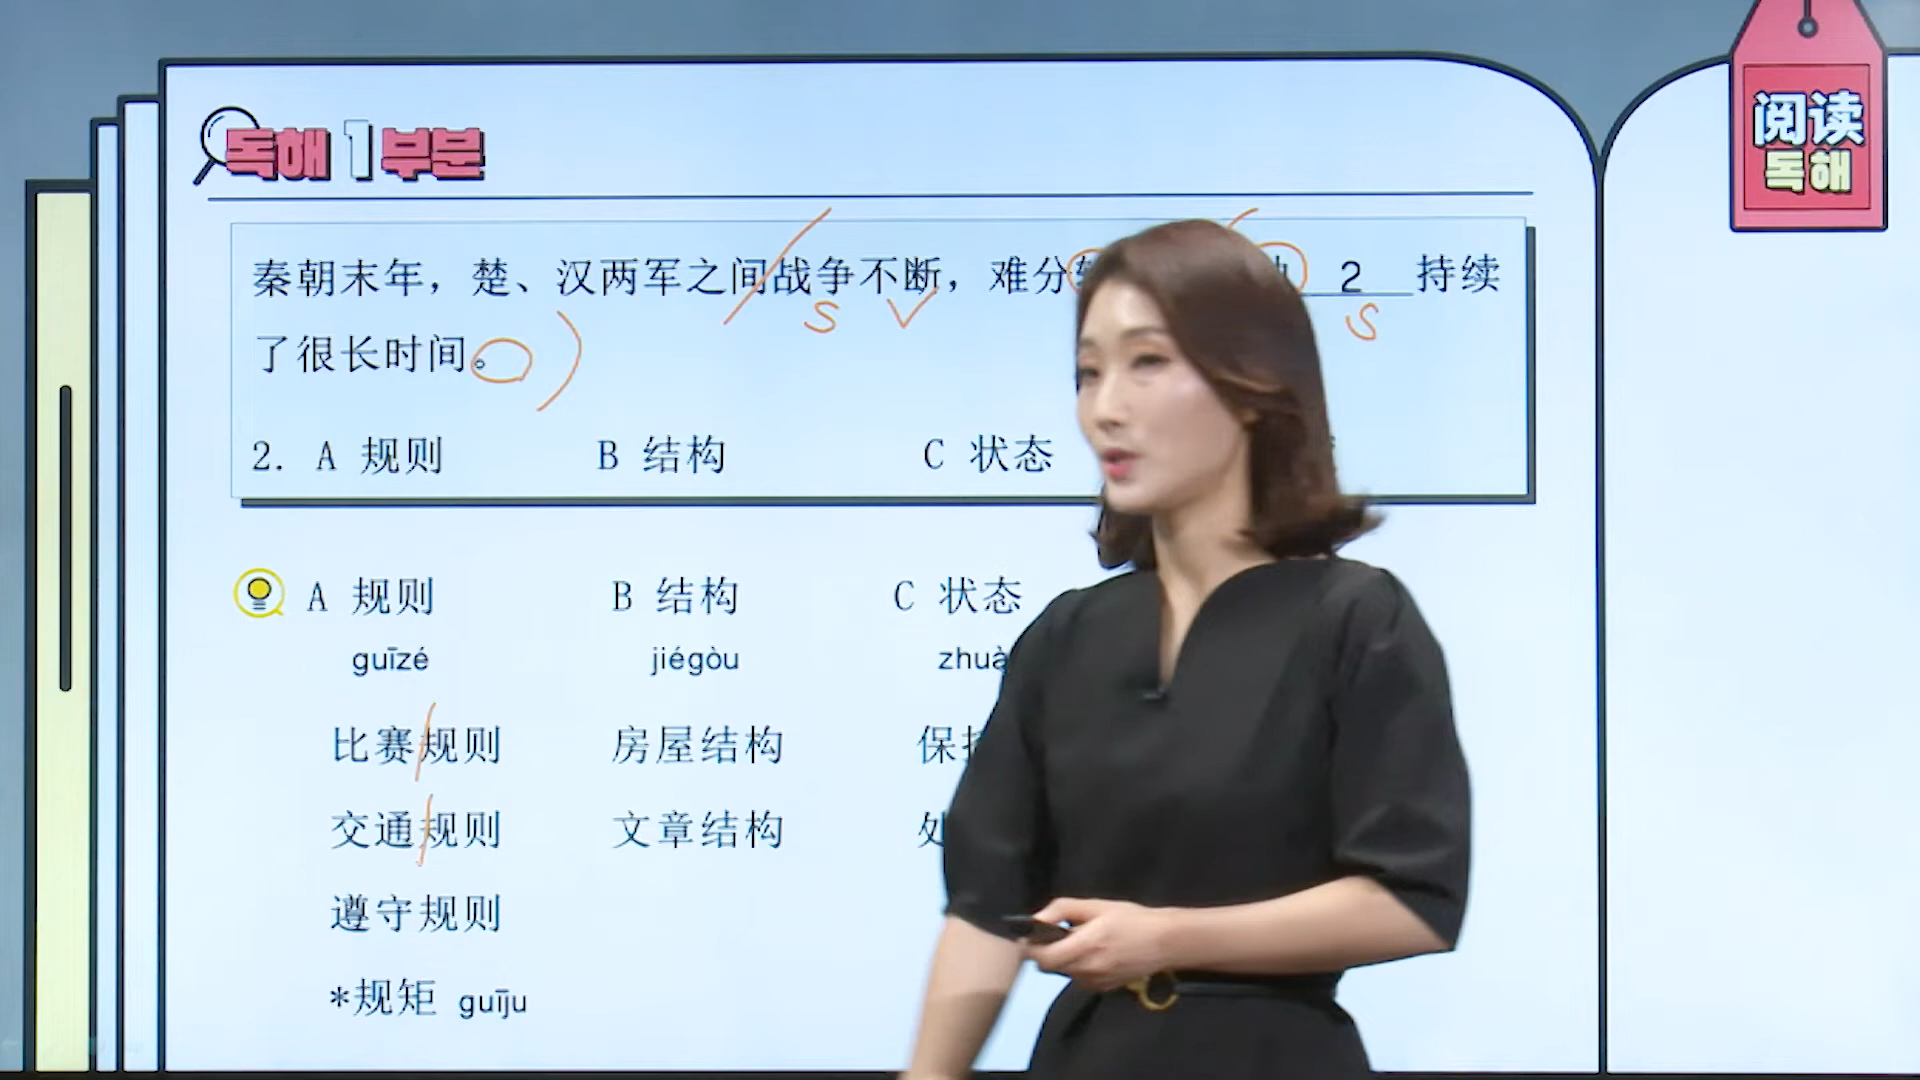 阅读
독해
독해 1 부분
秦朝末年，楚、汉两军之间战争不断，难分 2 持续
了很长时间。
S V S
2. A 规则 B 结构 C 状态
A 规则 B 结构 C 状态
guīzé jiégòu
比赛规则 房屋结构
交通规则 文章结构
遵守规则
*规矩 guīju